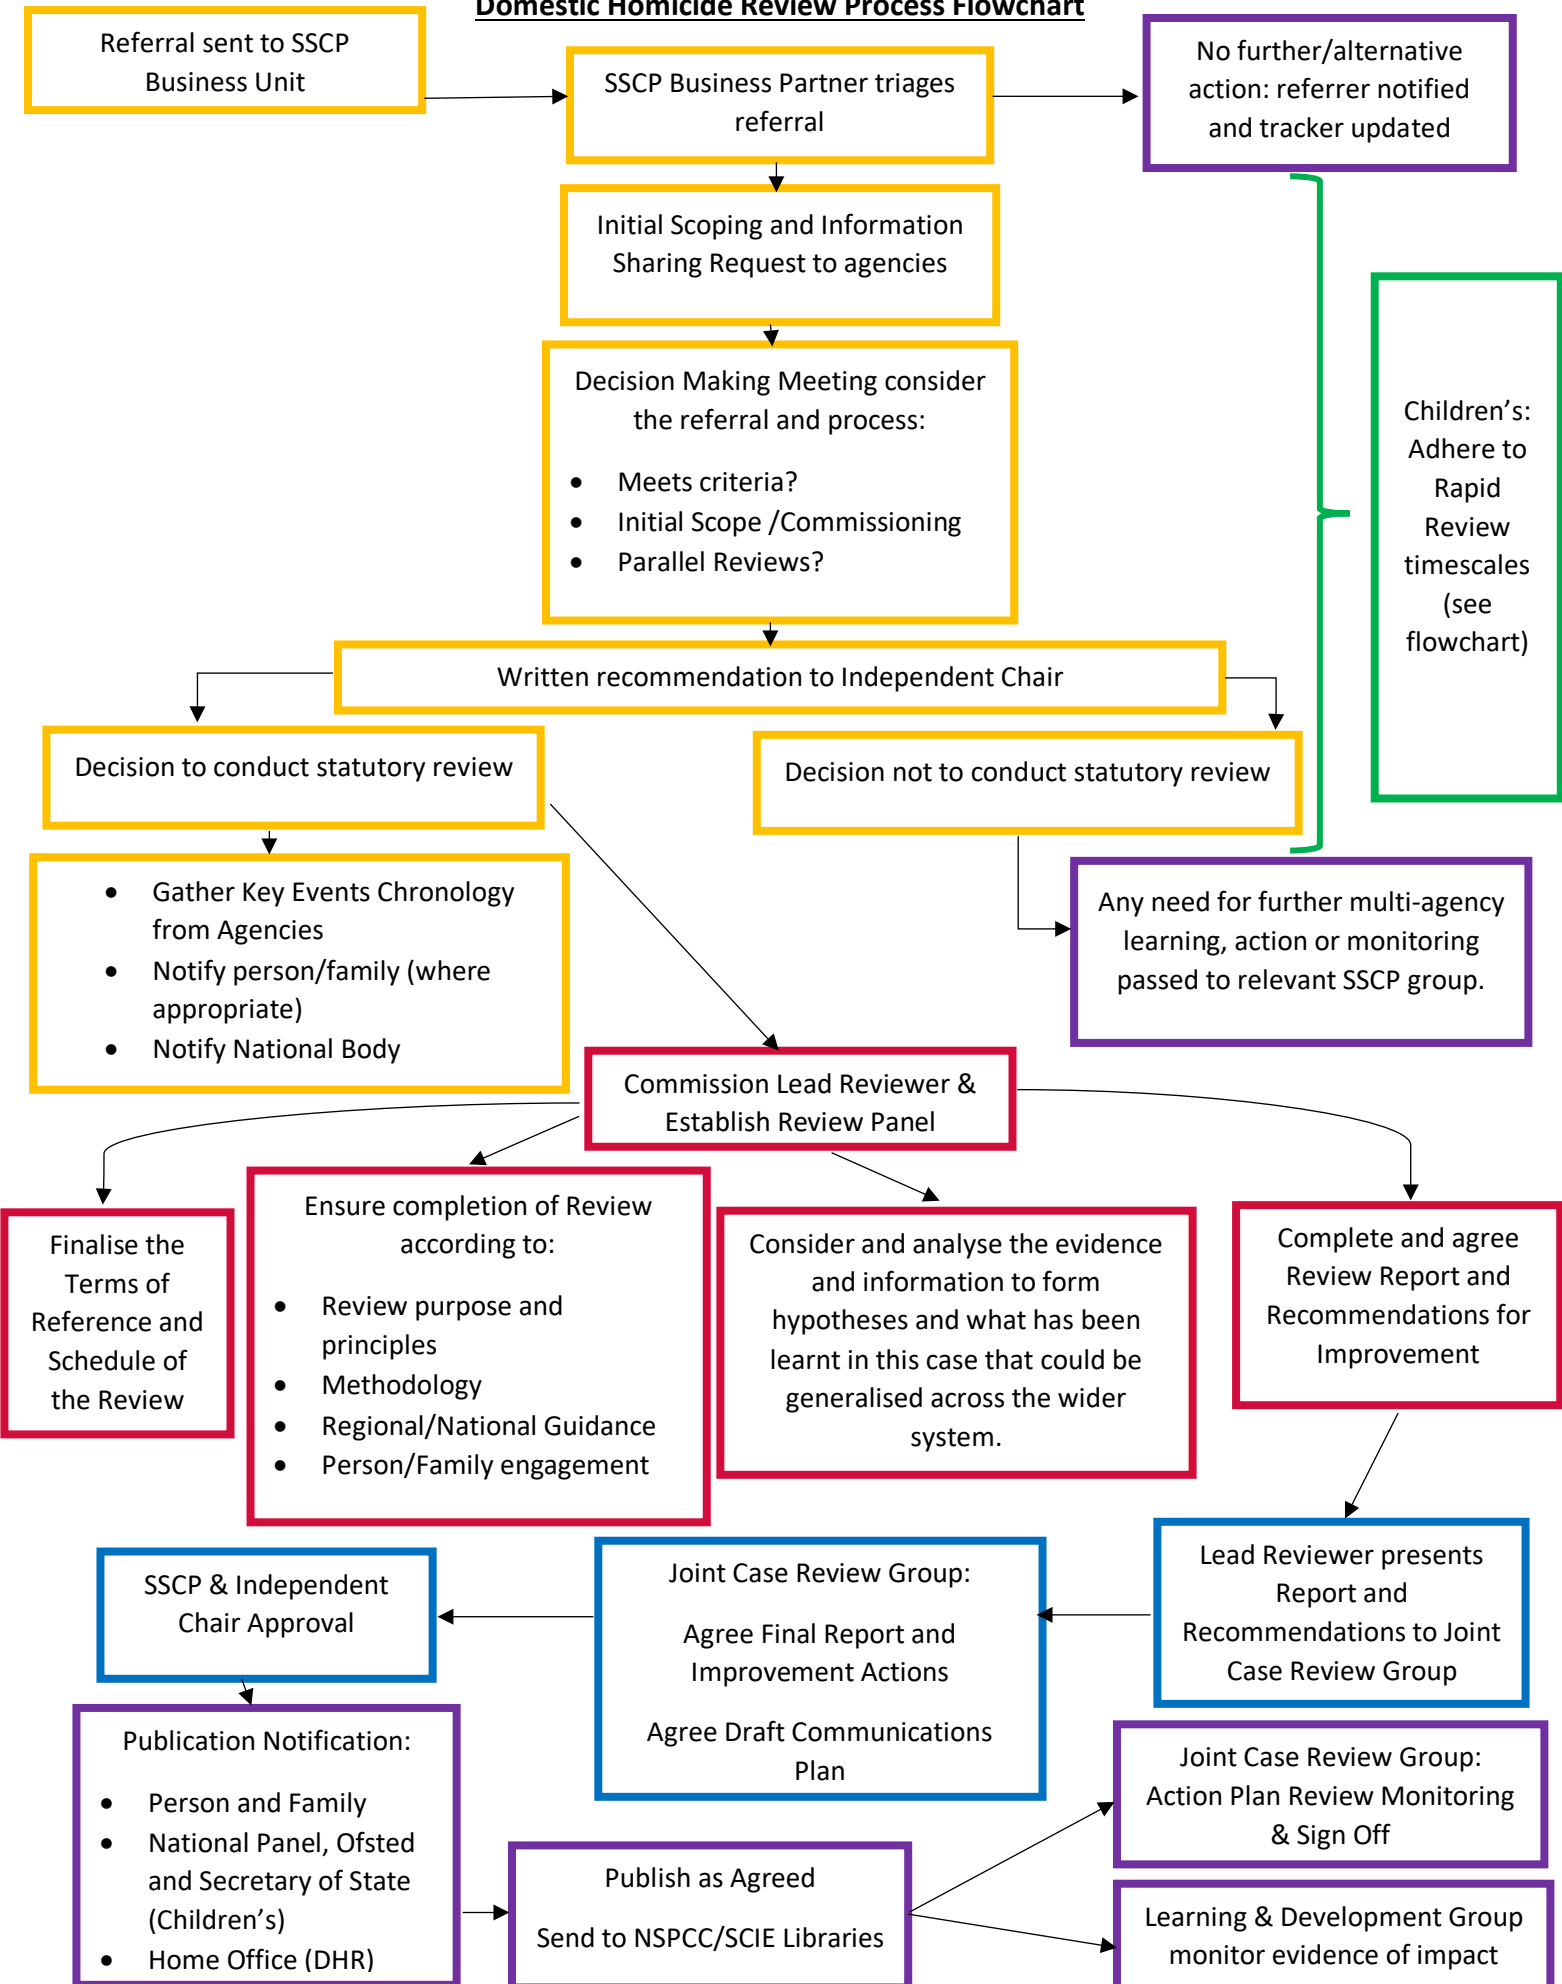 Domestic Homicide Review Process Flowchart
Referral sent to SSCP
Business Unit
SSCP Business Partner triages
referral
No further/alternative
action: referrer notified
and tracker updated
Initial Scoping and Information
Sharing Request to agencies
Decision Making Meeting consider
the referral and process:
• Meets criteria?
• Initial Scope /Commissioning
• Parallel Reviews?
Children’s:
Adhere to
Rapid
Review
timescales
(see
flowchart)
Written recommendation to Independent Chair
Decision to conduct statutory review
Decision not to conduct statutory review
• Gather Key Events Chronology
from Agencies
• Notify person/family (where
appropriate)
• Notify National Body
Any need for further multi-agency
learning, action or monitoring
passed to relevant SSCP group.
Commission Lead Reviewer &
Establish Review Panel
Finalise the
Terms of
Reference and
Schedule of
the Review
Ensure completion of Review
according to:
• Review purpose and
principles
• Methodology
• Regional/National Guidance
• Person/Family engagement
Consider and analyse the evidence
and information to form
hypotheses and what has been
learnt in this case that could be
generalised across the wider
system.
Complete and agree
Review Report and
Recommendations for
Improvement
Lead Reviewer presents
Report and
Recommendations to Joint
Case Review Group
Joint Case Review Group:
Agree Final Report and
Improvement Actions
Agree Draft Communications
Plan
SSCP & Independent
Chair Approval
Publication Notification:
• Person and Family
• National Panel, Ofsted
and Secretary of State
(Children’s)
• Home Office (DHR)
Publish as Agreed
Send to NSPCC/SCIE Libraries
Joint Case Review Group:
Action Plan Review Monitoring
& Sign Off
Learning & Development Group
monitor evidence of impact